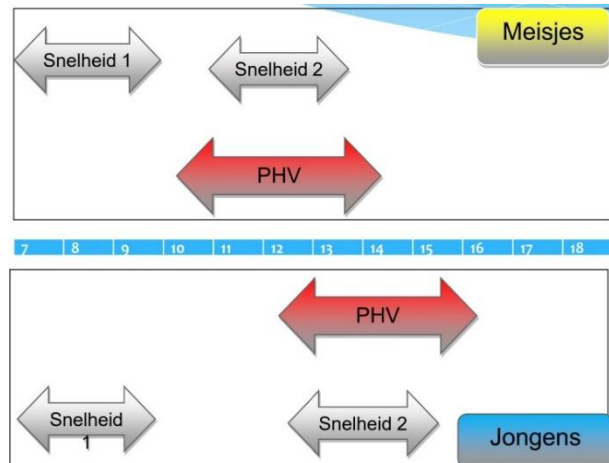 Meisjes
Snelheid 1
Snelheid 2
PHV
7 8 9 10 11 12 13 14 15 16 17 18
PHV
Snelheid
1
Snelheid 2
Jongens